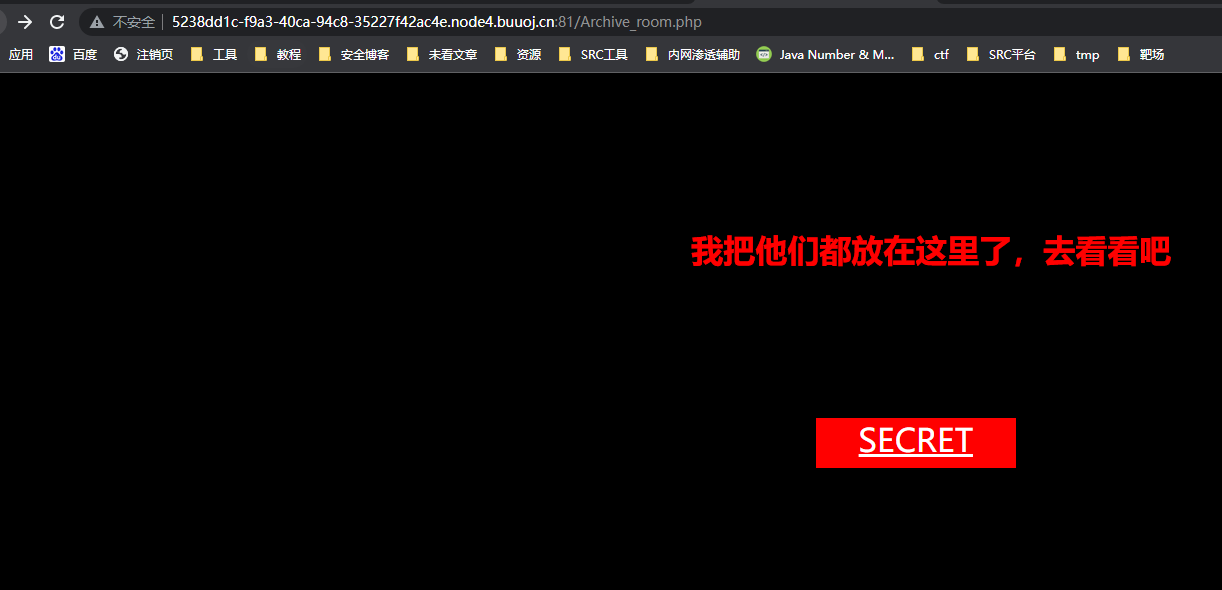 不安全 5238dd1c-f9a3-40ca-94c8-35227f42ac4e.node4.buuoj.cn:81/Archive_room.php
应用 百度 注销页 工具 教程 安全博客 未看文章 资源 SRC工具 内网渗透辅助 Java Number & M... ctf SRC平台 tmp 靶场
我把他们都放在这里了，去看看吧
SECRET